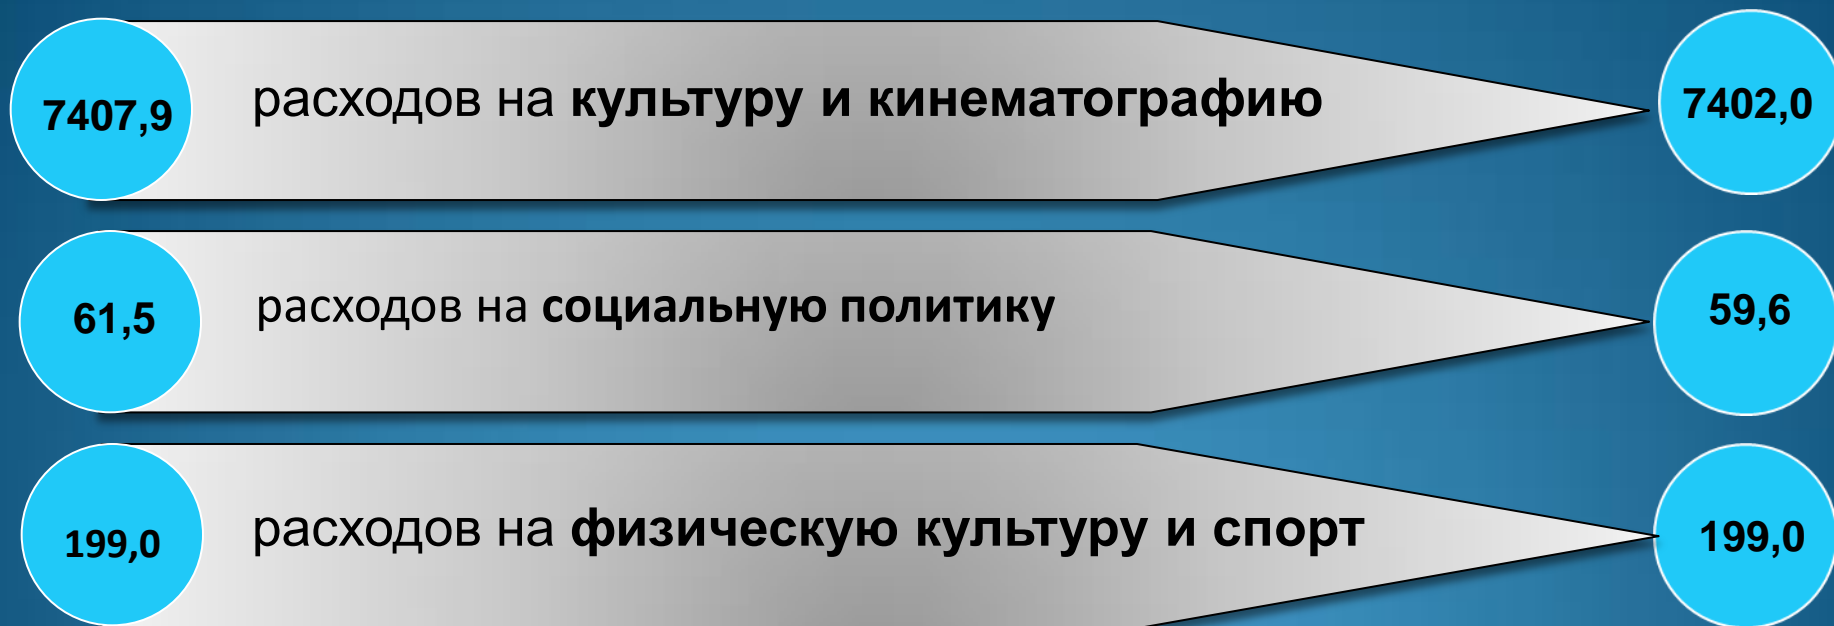 7407,9 расходов на культуру и кинематографию 7402,0
61,5 расходов на социальную политику 59,6
199,0 расходов на физическую культуру и спорт 199,0